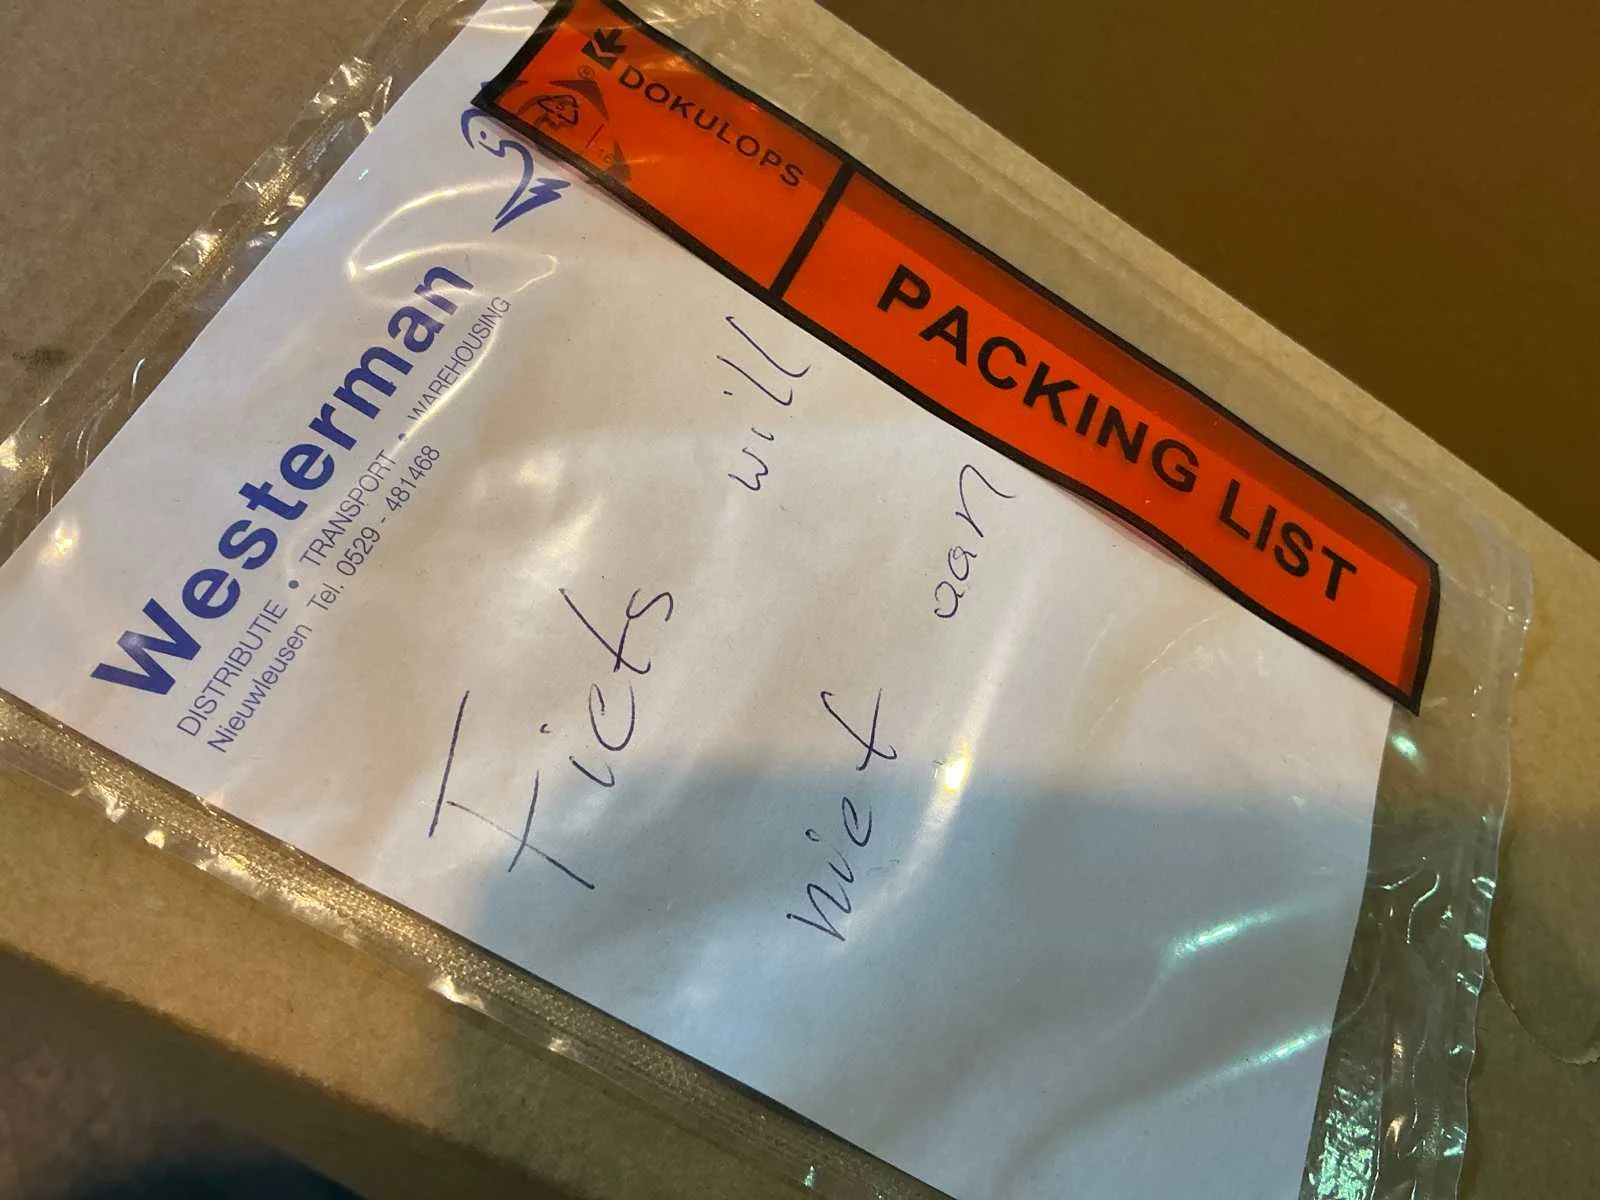 DOKULOPS
PACKING LIST
Westerman
DISTRIBUTIE • TRANSPORT • WAREHOUSING
Nieuwleusen Tel. 0529 - 481468
Fiets will
niet aan